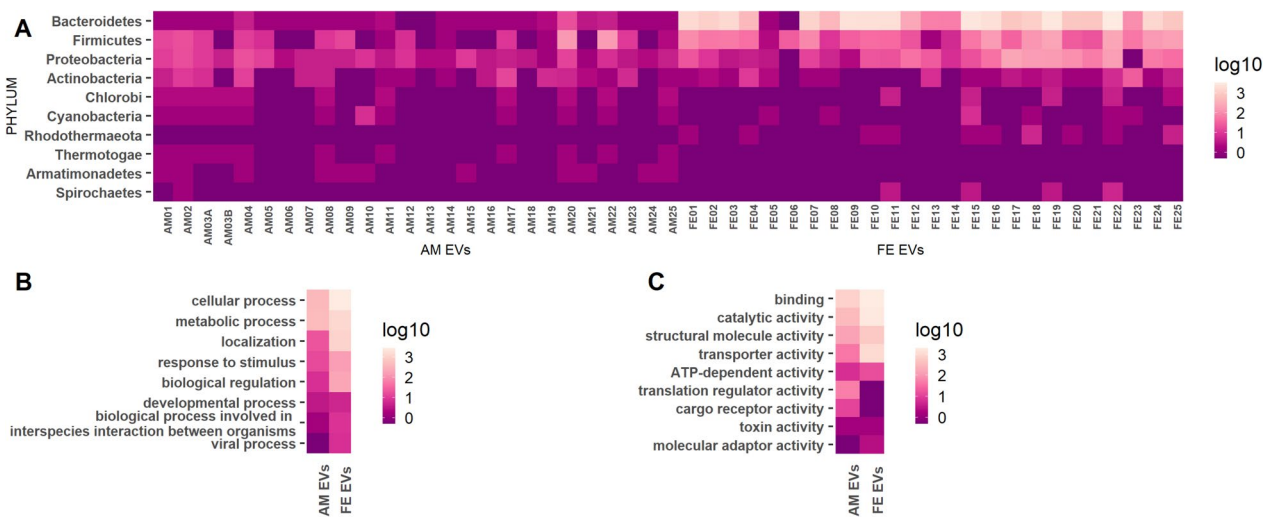 A
PHYLUM
Bacteroidetes
Firmicutes
Proteobacteria
Actinobacteria
Chlorobi
Cyanobacteria
Rhodothermaeota
Thermotogae
Armatimonadetes
Spirochaetes
AM01 AM02 AM03A AM03B AM04 AM05 AM06 AM07 AM08 AM09 AM10 AM11 AM12 AM13 AM14 AM15 AM16 AM17 AM18 AM19 AM20 AM21 AM22 AM23 AM24 AM25 FE01 FE02 FE03 FE04 FE05 FE06 FE07 FE08 FE09 FE10 FE11 FE12 FE13 FE14 FE15 FE16 FE17 FE18 FE19 FE20 FE21 FE22 FE23 FE24 FE25
AM EVs FE EVs
log10
3
2
1
0
B
cellular process
metabolic process
localization
response to stimulus
biological regulation
developmental process
biological process involved in
interspecies interaction between organisms
viral process
AM EVs
FE EVs
log10
3
2
1
0
C
binding
catalytic activity
structural molecule activity
transporter activity
ATP-dependent activity
translation regulator activity
cargo receptor activity
toxin activity
molecular adaptor activity
AM EVs
FE EVs
log10
3
2
1
0